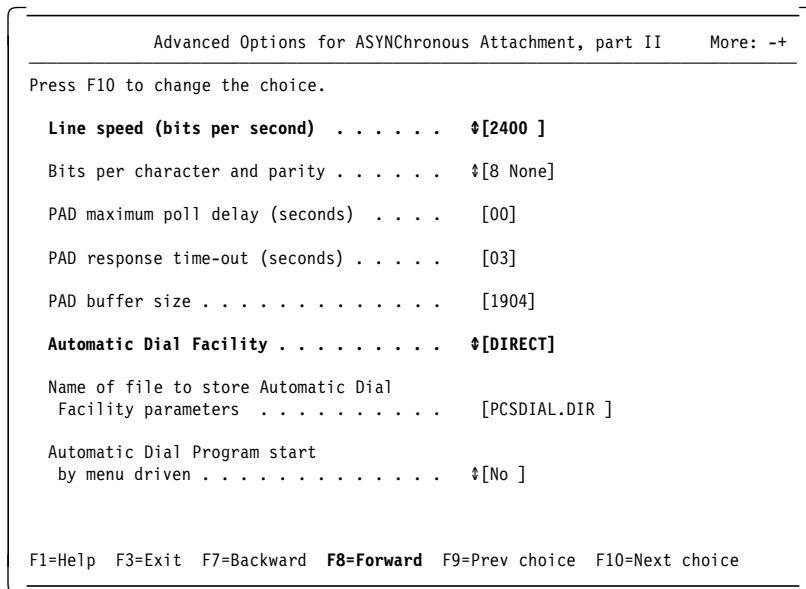 Advanced Options for ASYNChronous Attachment, part II More: -+
Press F10 to change the choice.
Line speed (bits per second) . . . . . . ⇕[2400 ]
Bits per character and parity . . . . . . ⇕[8 None]
PAD maximum poll delay (seconds) . . . . [00]
PAD response time-out (seconds) . . . . . [03]
PAD buffer size . . . . . . . . . . . . . [1904]
Automatic Dial Facility . . . . . . . . . ⇕[DIRECT]
Name of file to store Automatic Dial
Facility parameters . . . . . . . . . . [PCSDIAL.DIR ]
Automatic Dial Program start
by menu driven . . . . . . . . . . . . . ⇕[No ]
F1=Help F3=Exit F7=Backward F8=Forward F9=Prev choice F10=Next choice